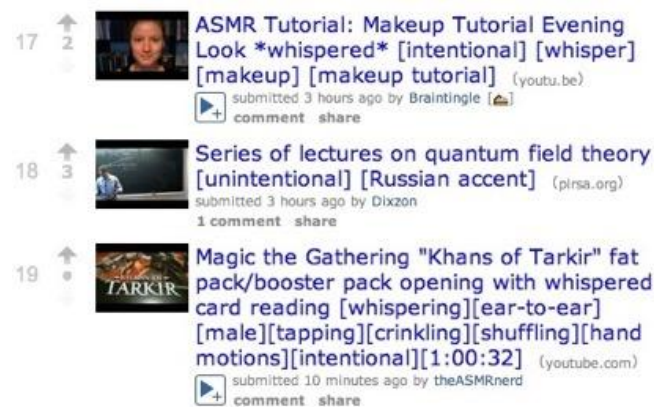 17
2
ASMR Tutorial: Makeup Tutorial Evening
Look *whispered* [intentional] [whisper]
[makeup] [makeup tutorial] (youtu.be)
submitted 3 hours ago by Braintingle []
comment share
18
3
Series of lectures on quantum field theory
[unintentional] [Russian accent] (pirsa.org)
submitted 3 hours ago by Dixzon
1 comment share
19
•
TARKIR
Magic the Gathering "Khans of Tarkir" fat
pack/booster pack opening with whispered
card reading [whispering][ear-to-ear]
[male][tapping][crinkling][shuffling][hand
motions][intentional][1:00:32] (youtube.com)
submitted 10 minutes ago by theASMRnerd
comment share